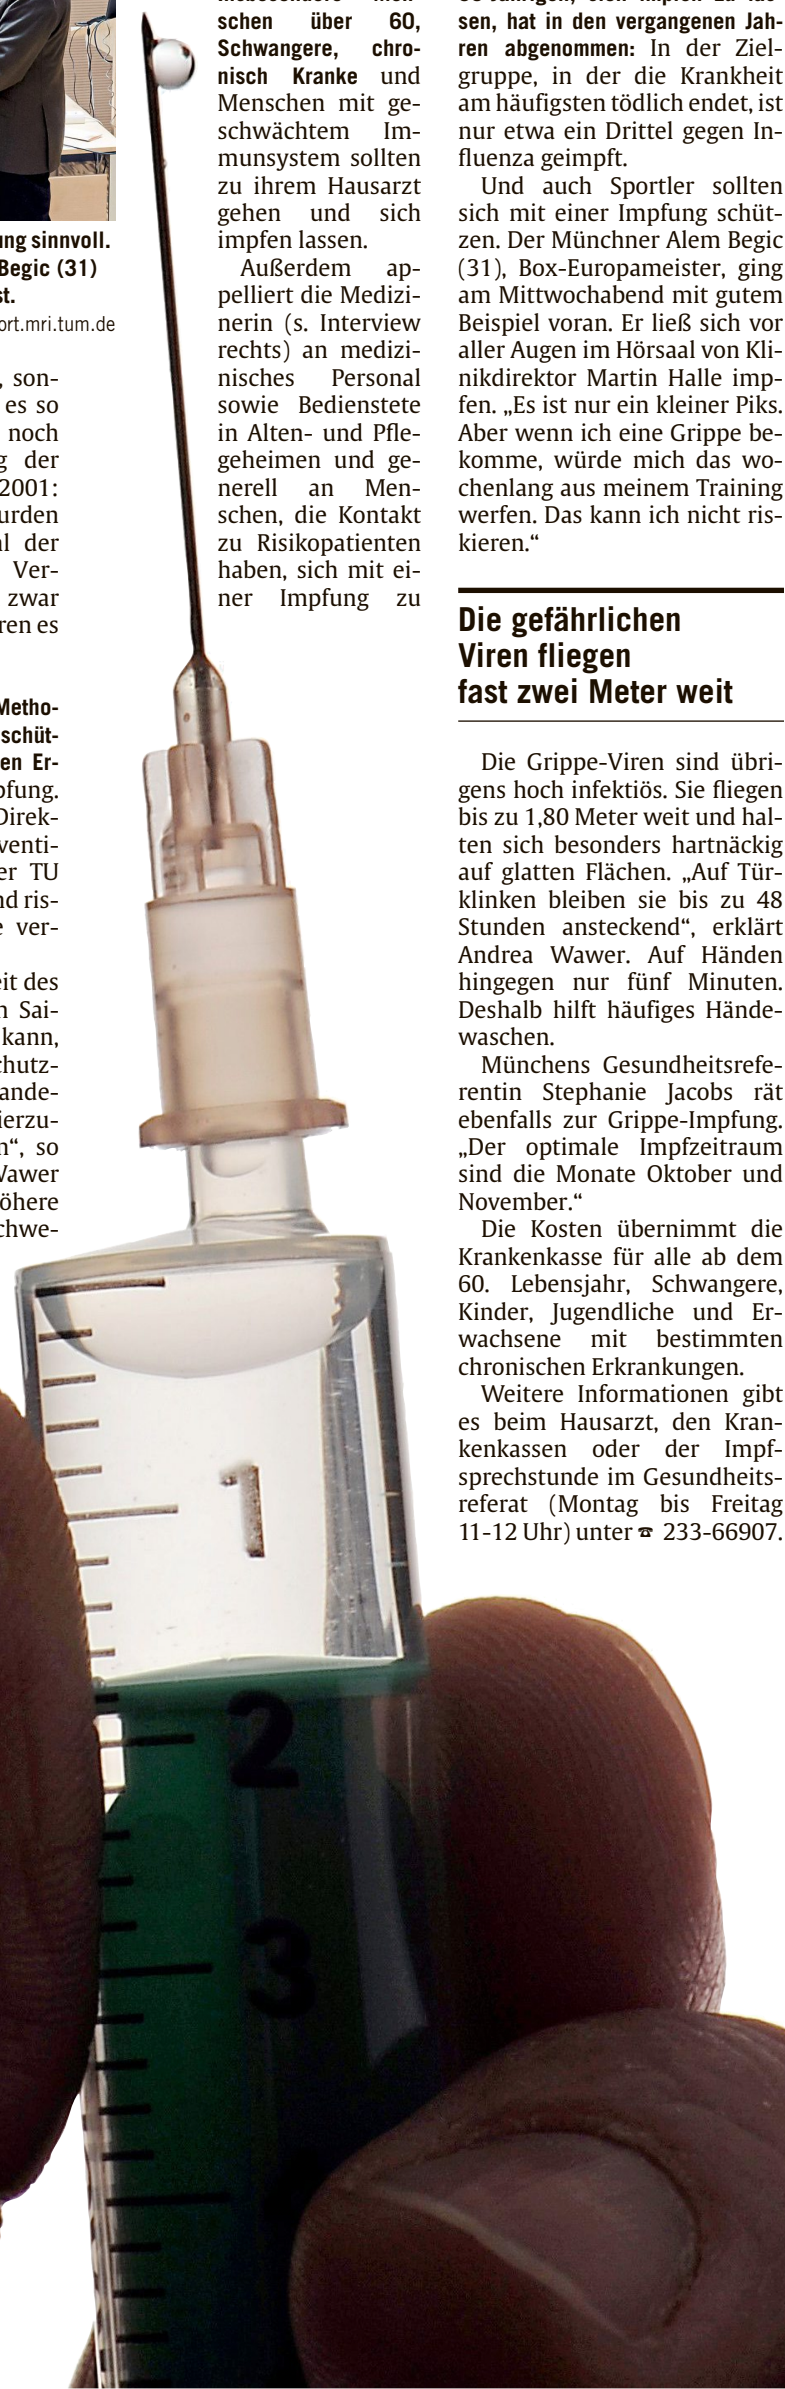 ung sinnvoll.
Begic (31)
st.
ort.mri.tum.de
, son-
es so
noch
g der
2001:
urden
al der
Ver-
zwar
ren es
Metho-
schüt-
en Er-
pfung.
Direk-
venti-
er TU
nd ris-
e ver-
eit des
n Sai-
kann,
chutz-
ande-
ierzu-
n“, so
Wawer
öhere
chwe-
schen über 60,
Schwangere, chro-
nisch Kranke und
Menschen mit ge-
schwächtem Im-
munsystem sollten
zu ihrem Hausarzt
gehen und sich
impfen lassen.
Außerdem ap-
pelliert die Medizi-
nerin (s. Interview
rechts) an medizi-
nisches Personal
sowie Bedienstete
in Alten- und Pfle-
geheimen und ge-
nerell an Men-
schen, die Kontakt
zu Risikopatienten
haben, sich mit ei-
ner Impfung zu
sen, hat in den vergangenen Jah-
ren abgenommen: In der Ziel-
gruppe, in der die Krankheit
am häufigsten tödlich endet, ist
nur etwa ein Drittel gegen In-
fluenza geimpft.
Und auch Sportler sollten
sich mit einer Impfung schüt-
zen. Der Münchner Alem Begic
(31), Box-Europameister, ging
am Mittwochabend mit gutem
Beispiel voran. Er ließ sich vor
aller Augen im Hörsaal von Kli-
nikdirektor Martin Halle imp-
fen. „Es ist nur ein kleiner Piks.
Aber wenn ich eine Grippe be-
komme, würde mich das wo-
chenlang aus meinem Training
werfen. Das kann ich nicht ris-
kieren.“
Die gefährlichen
Viren fliegen
fast zwei Meter weit
Die Grippe-Viren sind übri-
gens hoch infektiös. Sie fliegen
bis zu 1,80 Meter weit und hal-
ten sich besonders hartnäckig
auf glatten Flächen. „Auf Tür-
klinken bleiben sie bis zu 48
Stunden ansteckend“, erklärt
Andrea Wawer. Auf Händen
hingegen nur fünf Minuten.
Deshalb hilft häufiges Hände-
waschen.
Münchens Gesundheitsrefe-
rentin Stephanie Jacobs rät
ebenfalls zur Grippe-Impfung.
„Der optimale Impfzeitraum
sind die Monate Oktober und
November.“
Die Kosten übernimmt die
Krankenkasse für alle ab dem
60. Lebensjahr, Schwangere,
Kinder, Jugendliche und Er-
wachsene mit bestimmten
chronischen Erkrankungen.
Weitere Informationen gibt
es beim Hausarzt, den Kran-
kenkassen oder der Impf-
sprechstunde im Gesundheits-
referat (Montag bis Freitag
11-12 Uhr) unter ☎ 233-66907.
1
2
3